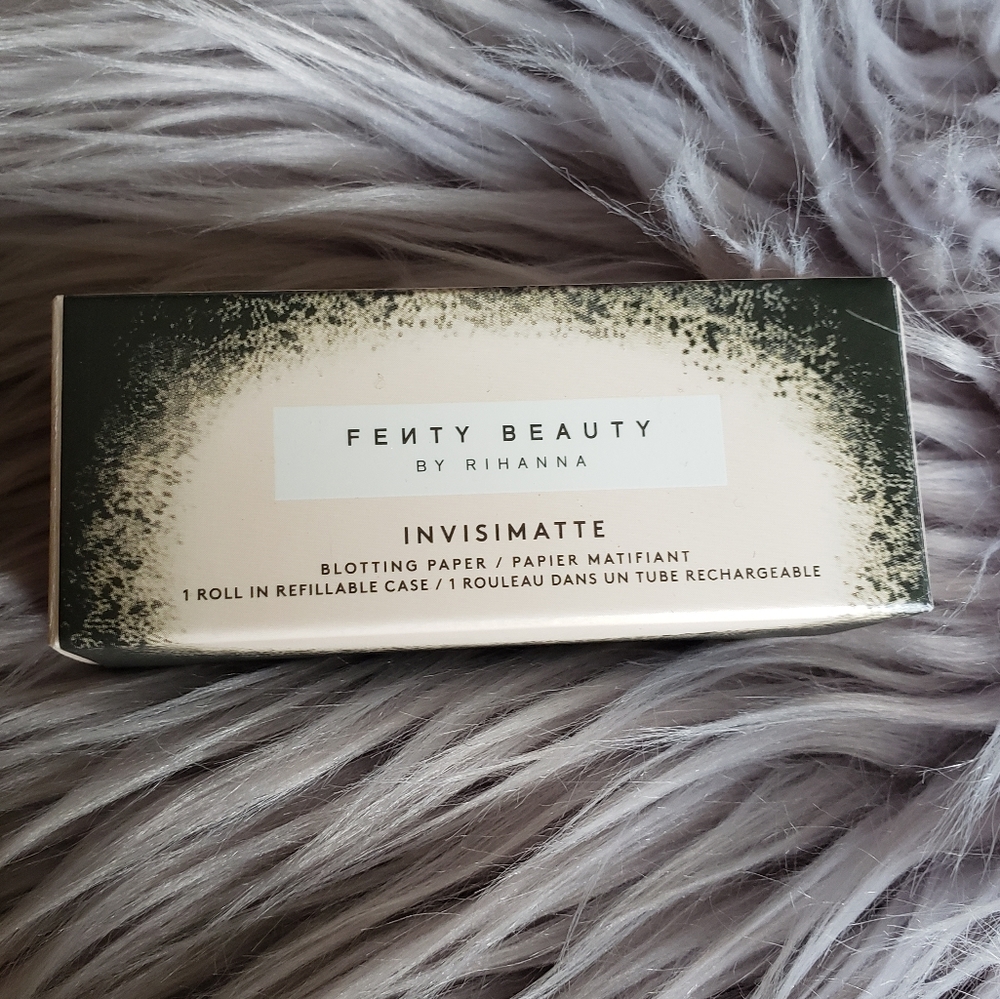 FEИTY BEAUTY
BY RIHANNA
INVISIMATTE
BLOTTING PAPER / PAPIER MATIFIANT
1 ROLL IN REFILLABLE CASE / 1 ROULEAU DANS UN TUBE RECHARGEABLE